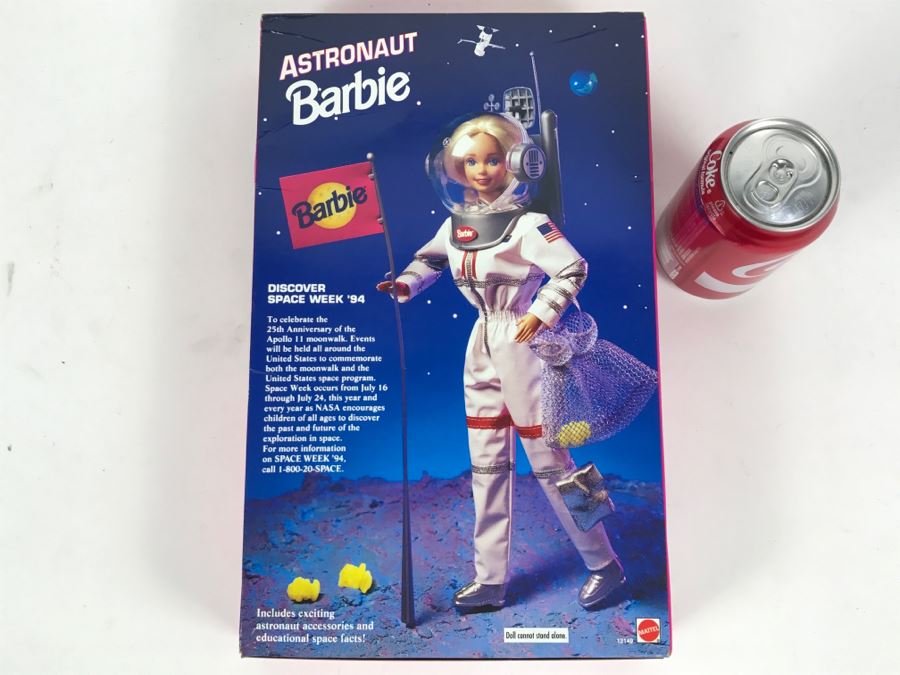 ASTRONAUT
Barbie
Barbie
Barbie
DISCOVER
SPACE WEEK '94
To celebrate the
25th Anniversary of the
Apollo 11 moonwalk. Events
will be held all around the
United States to commemorate
both the moonwalk and the
United States space program.
Space Week occurs from July 16
through July 24, this year and
every year as NASA encourages
children of all ages to discover
the past and future of the
exploration in space.
For more information
on SPACE WEEK '94,
call 1-800-20-SPACE.
Includes exciting
astronaut accessories and
educational space facts!
Doll cannot stand alone.
12149
MATTEL
Coke